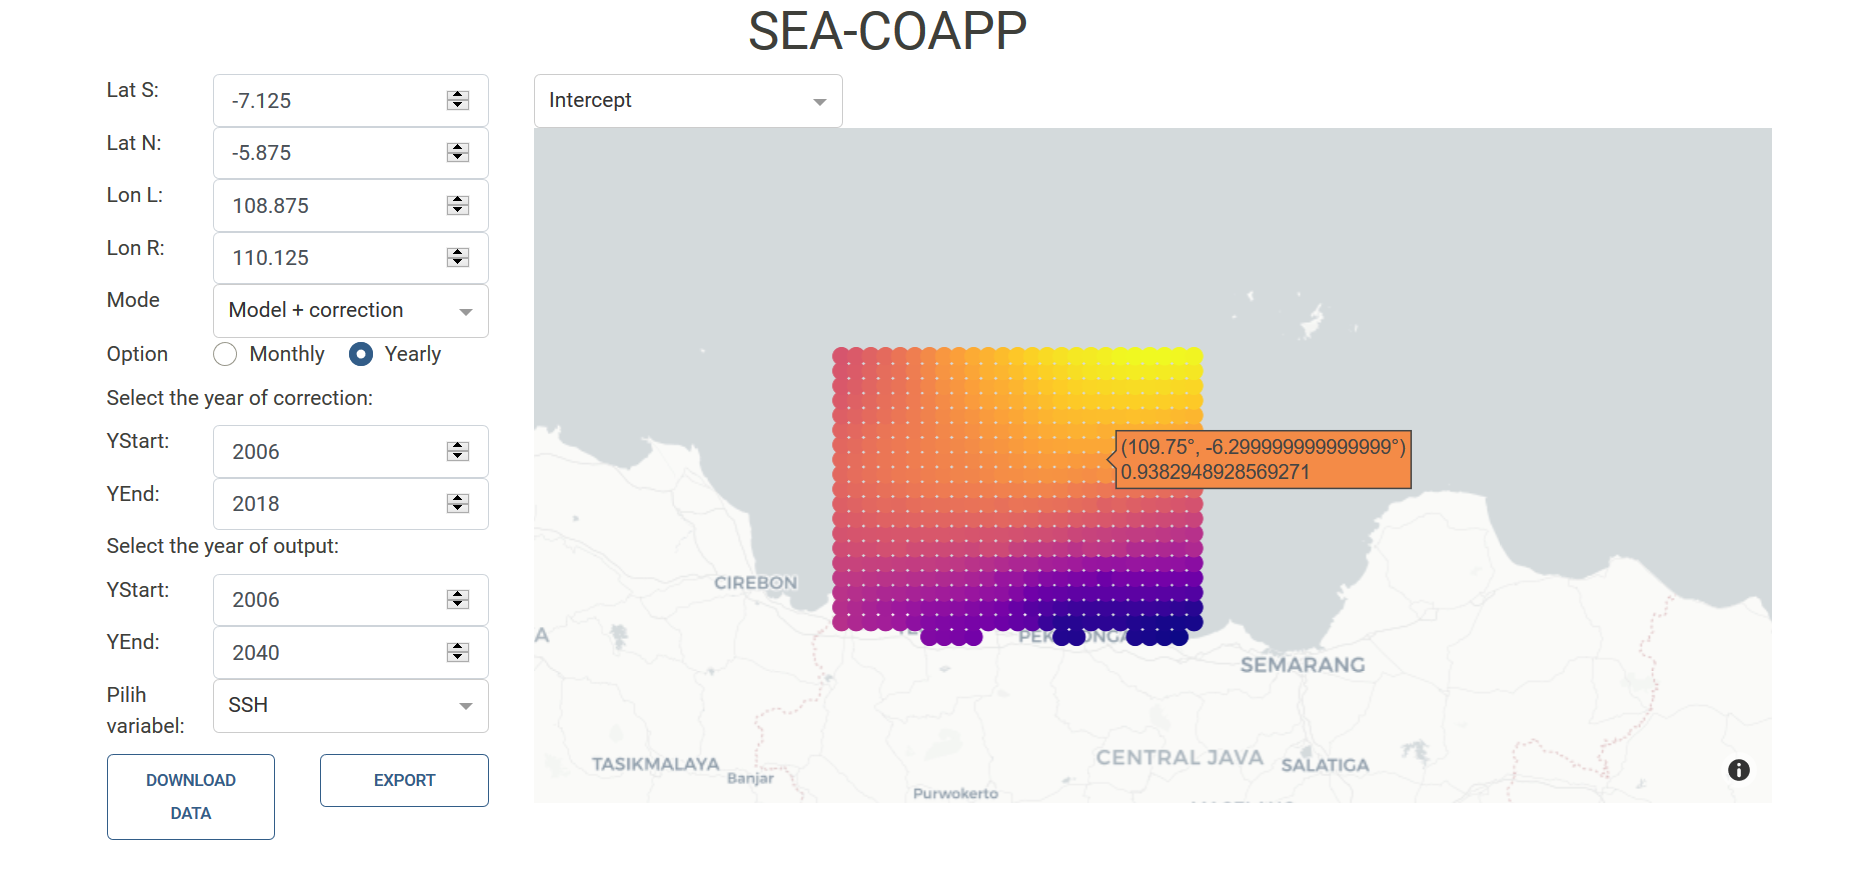 SEA-COAPP
Lat S:
-7.125
Lat N:
-5.875
Lon L:
108.875
Lon R:
110.125
Mode
Model + correction
Option
Monthly
Yearly
Select the year of correction:
YStart:
2006
YEnd:
2018
Select the year of output:
YStart:
2006
YEnd:
2040
Pilih
variabel:
SSH
DOWNLOAD
DATA
EXPORT
Intercept
(109.75°, -6.299999999999999°)
0.9382948928569271
CIREBON
SEMARANG
TASIKMALAYA
Banjar
CENTRAL JAVA
SALATIGA
Purwokerto